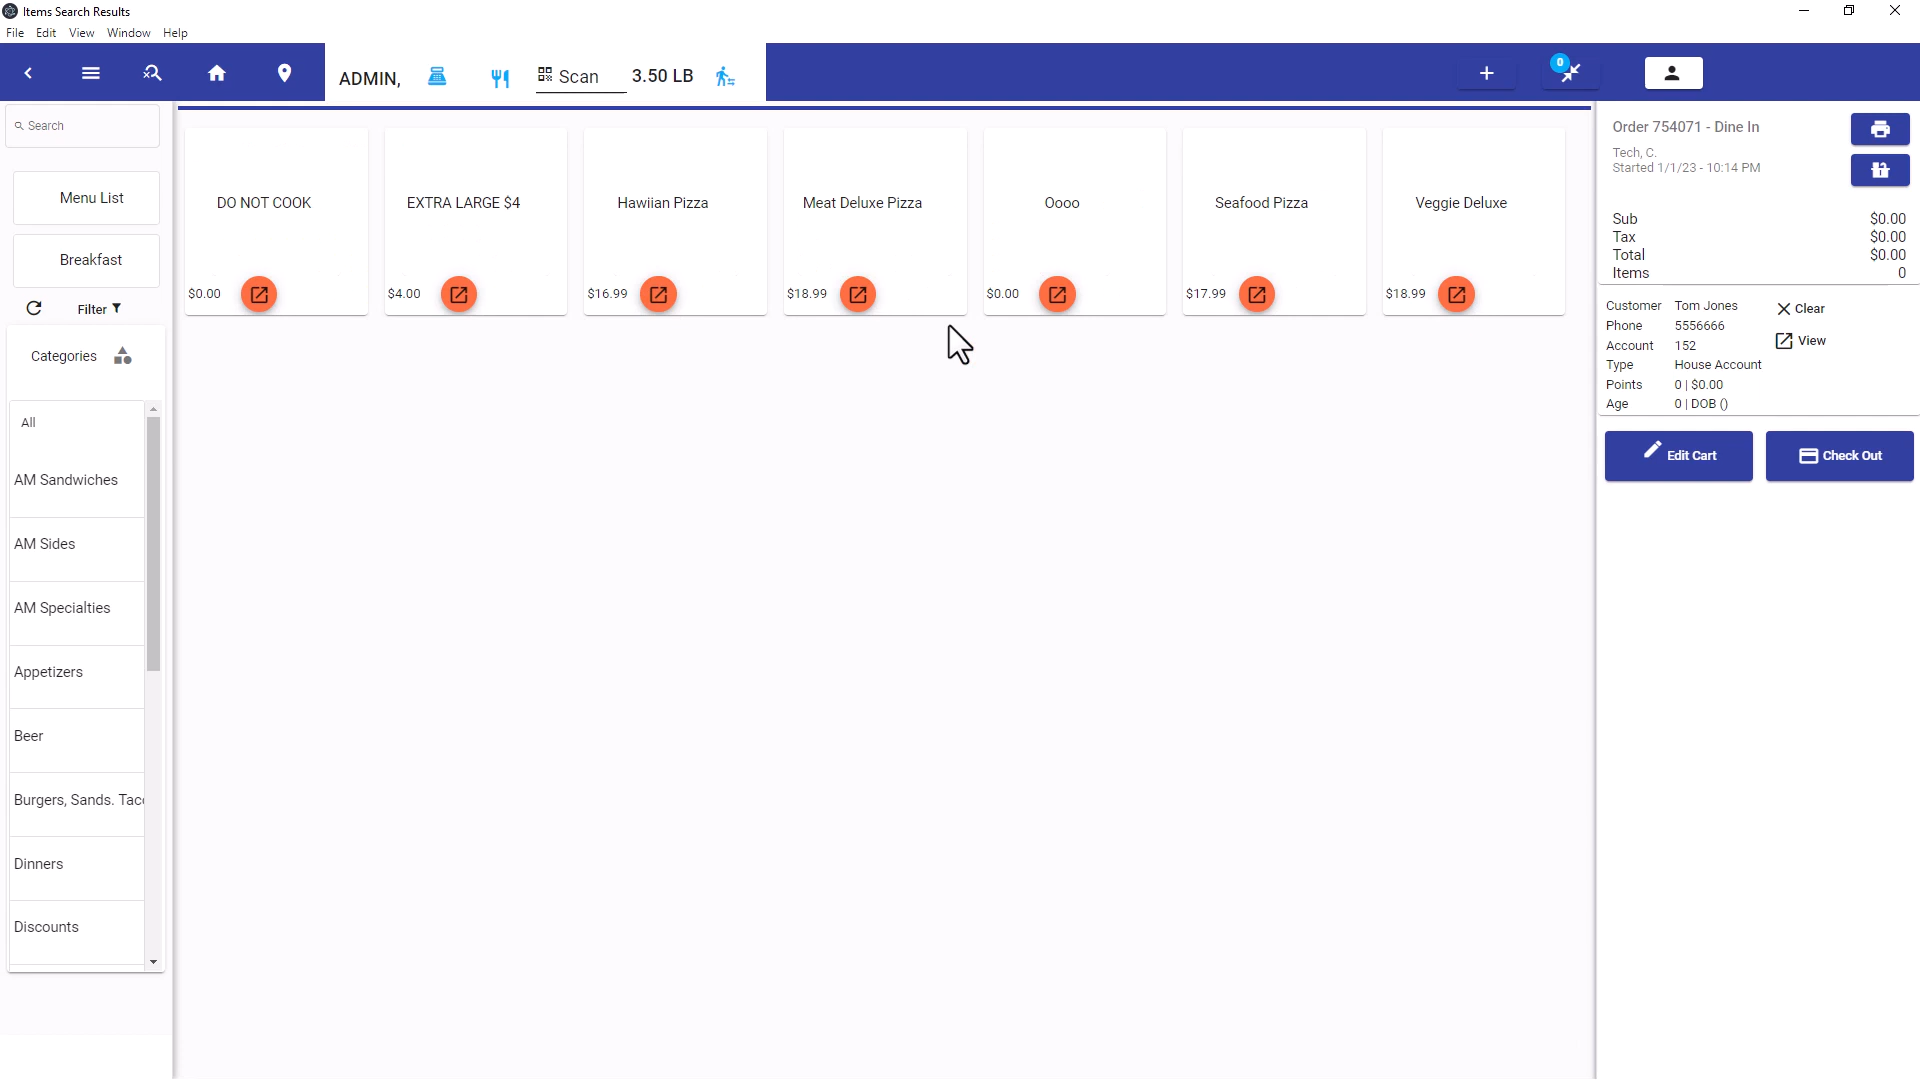 Items Search Results
File Edit View Window Help
ADMIN,
Scan
3.50 LB
0
Search
Menu List
Breakfast
Filter
Categories
All
AM Sandwiches
AM Sides
AM Specialties
Appetizers
Beer
Burgers, Sands.
Dinners
Discounts
DO NOT COOK
$0.00
EXTRA LARGE $4
$4.00
Hawiian Pizza
$16.99
Meat Deluxe Pizza
$18.99
Oooo
$0.00
Seafood Pizza
$17.99
Veggie Deluxe
$18.99
Order 754071 - Dine In
Tech, C.
Started 1/1/23 - 10:14 PM
Sub $0.00
Tax $0.00
Total $0.00
Items 0
Customer Tom Jones
Phone 5556666
Account 152
Type House Account
Points 0 | $0.00
Age 0 | DOB ()
Clear
View
Edit Cart
Check Out